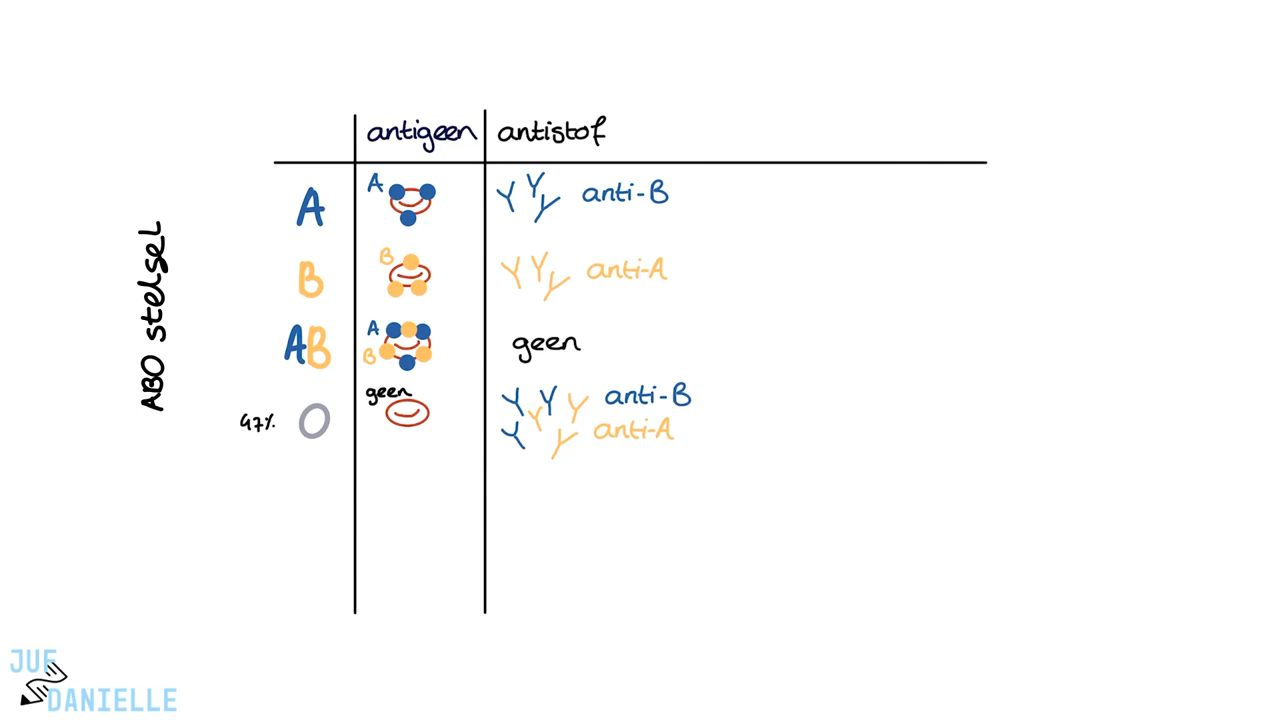 antigeen antistof
ABO stelsel
A A anti-B
B B anti-A
AB A B geen
47% O geen anti-B
anti-A
JUF
DANIELLE